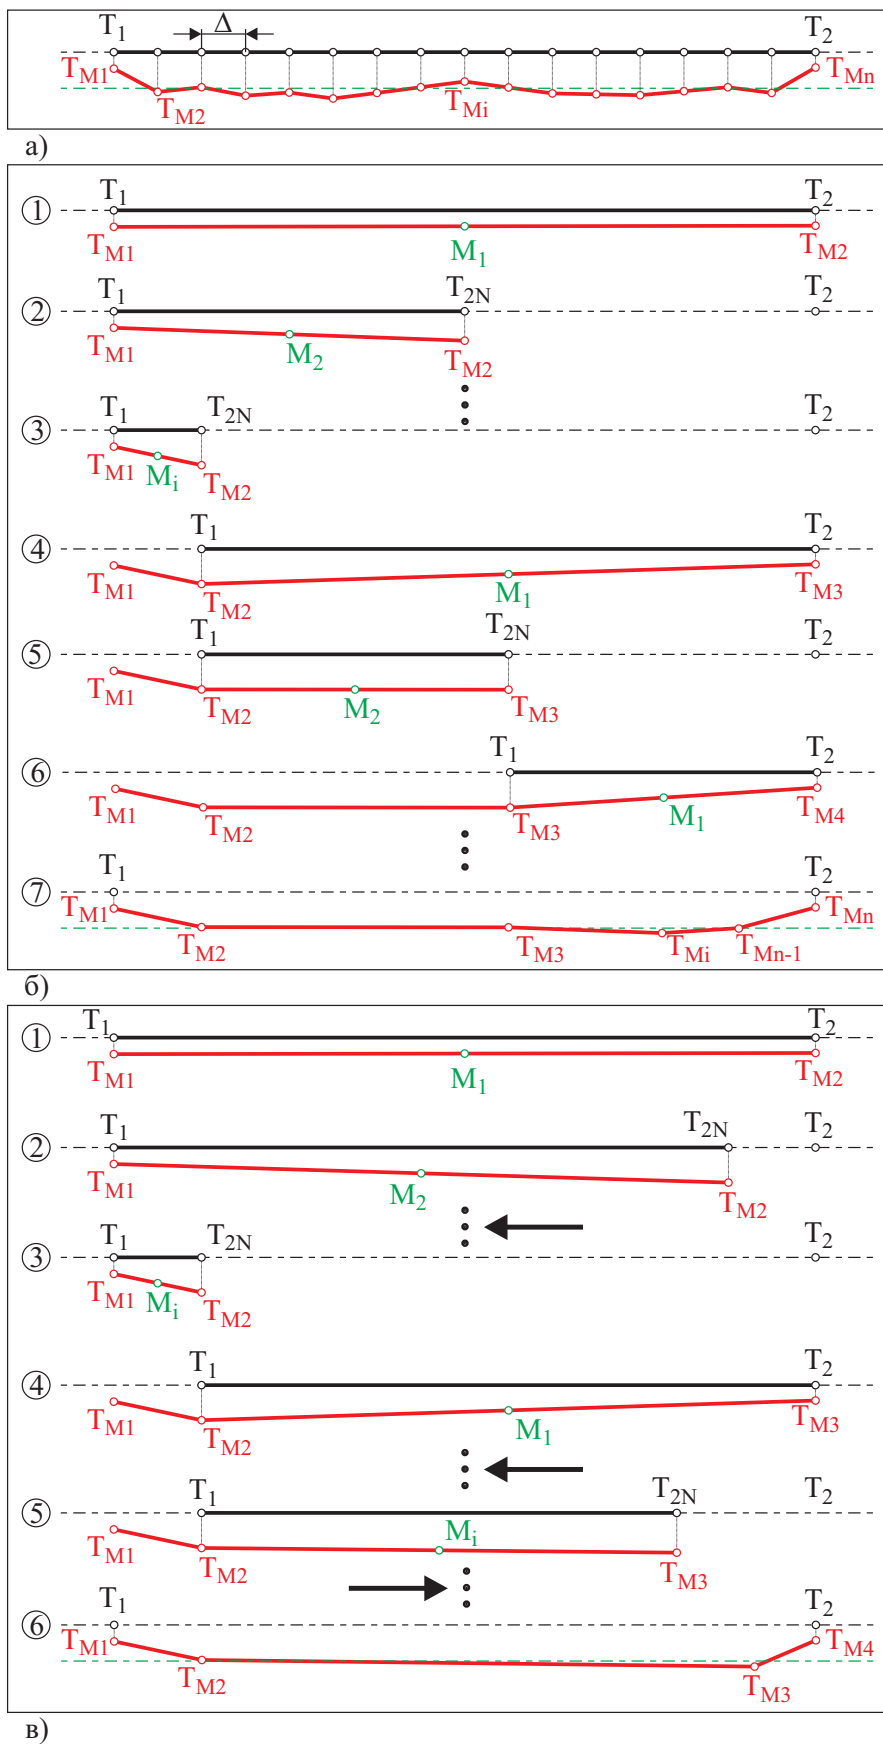 T1 Δ T2
TM1 TMn
TM2 TMi
а)
T1 T2
1
TM1 M1 TM2
T1 T2N T2
2
TM1 M2 TM2
T1 T2N T2
3
TM1 Mi TM2
T1 T2
4
TM1 TM2 M1 TM3
T1 T2N T2
5
TM1 TM2 M2 TM3
T1 T2
6
TM1 TM2 TM3 M1 TM4
T1 T2
7
TM1 TMn
TM2 TM3 TMi TMn-1
б)
T1 T2
1
TM1 M1 TM2
T1 T2N T2
2
TM1 M2 TM2
T1 T2N T2
3
TM1 Mi TM2
T1 T2
4
TM1 TM2 M1 TM3
T1 T2N T2
5
TM1 TM2 Mi TM3
T1 T2
6
TM1 TM4
TM2 TM3
в)